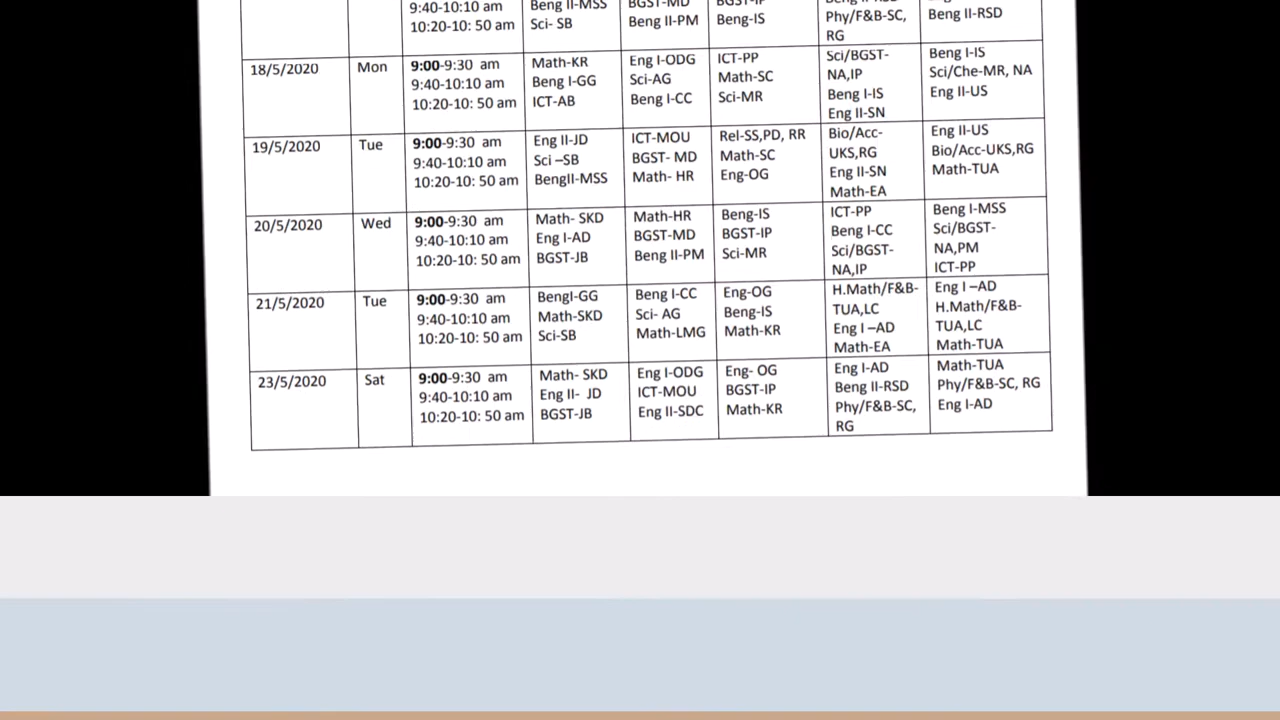 9:40-10:10 am
10:20-10: 50 am
Beng II-MSS
Sci- SB
BGST-MD
Beng II-PM
BGST-IP
Beng-IS
Phy/F&B-SC,
RG
Beng II-RSD
18/5/2020
Mon
9:00-9:30 am
9:40-10:10 am
10:20-10: 50 am
Math-KR
Beng I-GG
ICT-AB
Eng I-ODG
Sci-AG
Beng I-CC
ICT-PP
Math-SC
Sci-MR
Sci/BGST-
NA,IP
Beng I-IS
Eng II-SN
Beng I-IS
Sci/Che-MR, NA
Eng II-US
19/5/2020
Tue
9:00-9:30 am
9:40-10:10 am
10:20-10: 50 am
Eng II-JD
Sci –SB
BengII-MSS
ICT-MOU
BGST- MD
Math- HR
Rel-SS,PD, RR
Math-SC
Eng-OG
Bio/Acc-
UKS,RG
Eng II-SN
Math-EA
Eng II-US
Bio/Acc-UKS,RG
Math-TUA
20/5/2020
Wed
9:00-9:30 am
9:40-10:10 am
10:20-10: 50 am
Math- SKD
Eng I-AD
BGST-JB
Math-HR
BGST-MD
Beng II-PM
Beng-IS
BGST-IP
Sci-MR
ICT-PP
Beng I-CC
Sci/BGST-
NA,IP
Beng I-MSS
Sci/BGST-
NA,PM
ICT-PP
21/5/2020
Tue
9:00-9:30 am
9:40-10:10 am
10:20-10: 50 am
BengI-GG
Math-SKD
Sci-SB
Beng I-CC
Sci- AG
Math-LMG
Eng-OG
Beng-IS
Math-KR
H.Math/F&B-
TUA,LC
Eng I –AD
Math-EA
Eng I –AD
H.Math/F&B-
TUA,LC
Math-TUA
23/5/2020
Sat
9:00-9:30 am
9:40-10:10 am
10:20-10: 50 am
Math- SKD
Eng II- JD
BGST-JB
Eng I-ODG
ICT-MOU
Eng II-SDC
Eng- OG
BGST-IP
Math-KR
Eng I-AD
Beng II-RSD
Phy/F&B-SC,
RG
Math-TUA
Phy/F&B-SC, RG
Eng I-AD